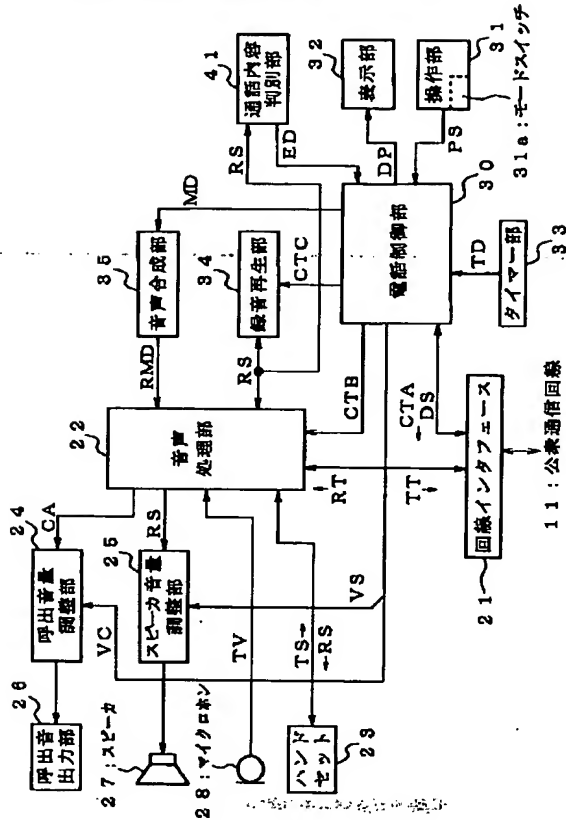 26
呼出音
出力部
24
呼出音量
調整部
CA
VC
27:スピーカ
25
スピーカ音量
調整部
RS
28:マイクロホン
TV
ハンド
セット
23
TS→
←RS
VS
22
音声
処理部
RMD
35
音声合成部
MD
RS
34
録音再生部
CTC
41
通話内容
判別部
RS
ED
CTB
RT
TT
CTA
DS
21
回線インタフェース
11:公衆通信回線
30
電話制御部
DP
32
表示部
PS
操作部
31
31a:モードスイッチ
TD
タイマー部
33